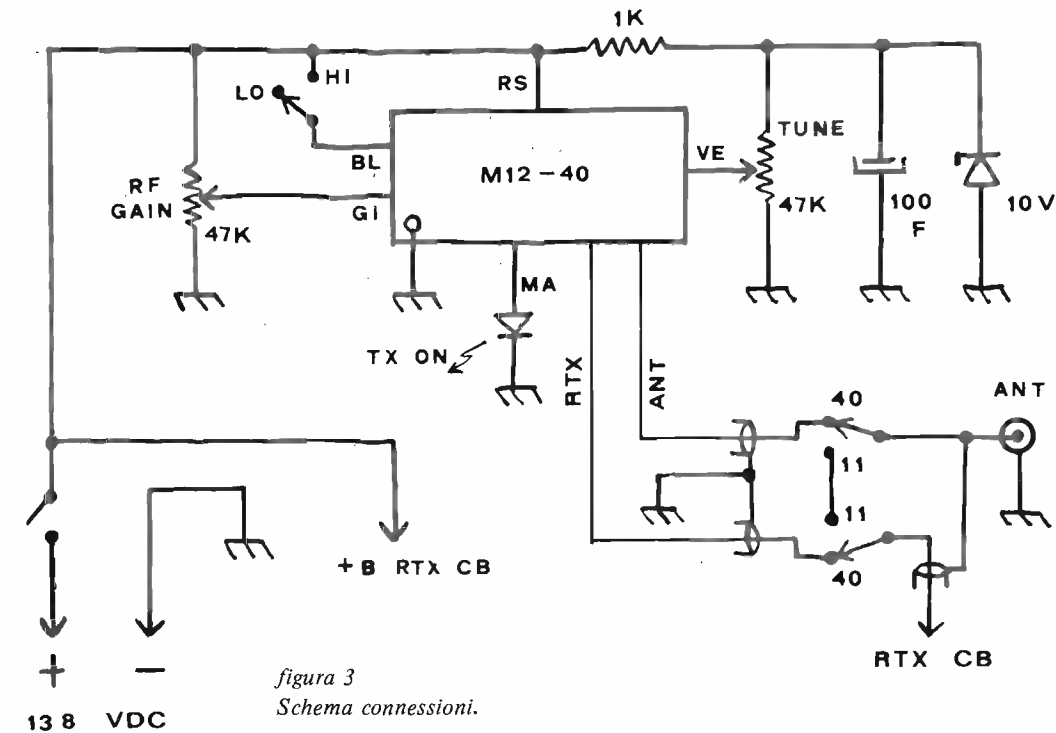 1K
HI
LO
RS
TUNE
BL
M12-40
VE
RF
GAIN
47K
GI
47K
100
F
10V
MA
TX ON
RTX
ANT
40
ANT
11
11
40
+B RTX CB
RTX CB
+ −
13 8 VDC
figura 3
Schema connessioni.